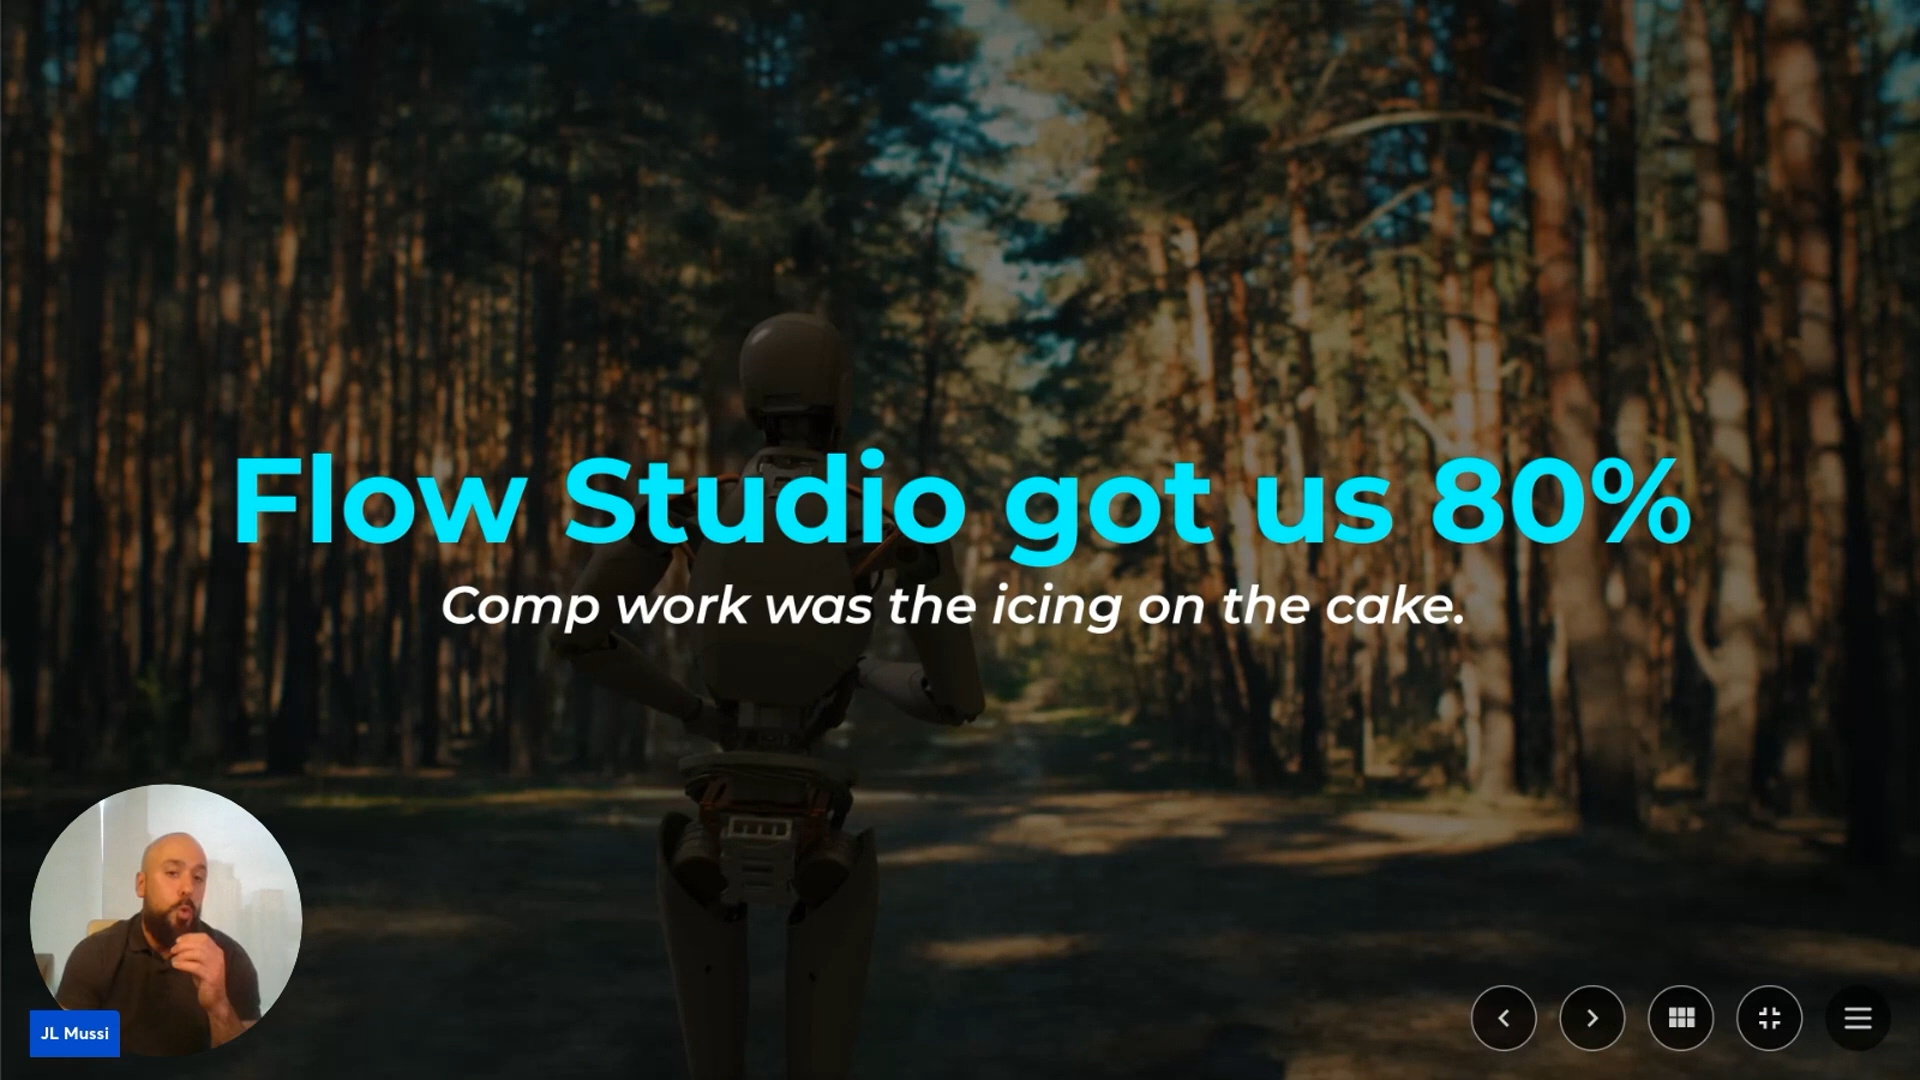 Flow Studio got us 80%
Comp work was the icing on the cake.
JL Mussi